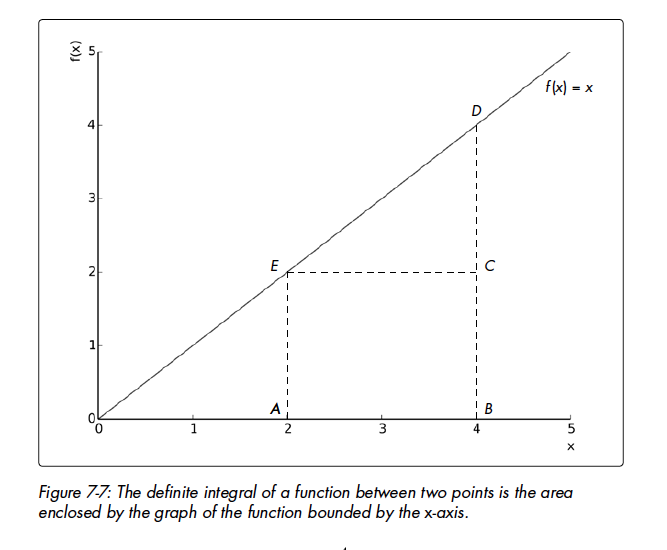 f(x)
5
f(x) = x
D
4
3
E
2
C
1
A
B
0
0 1 2 3 4 5
x
Figure 7-7: The definite integral of a function between two points is the area
enclosed by the graph of the function bounded by the x-axis.